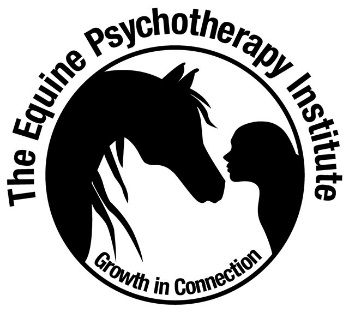 The Equine Psychotherapy Institute
Growth in Connection